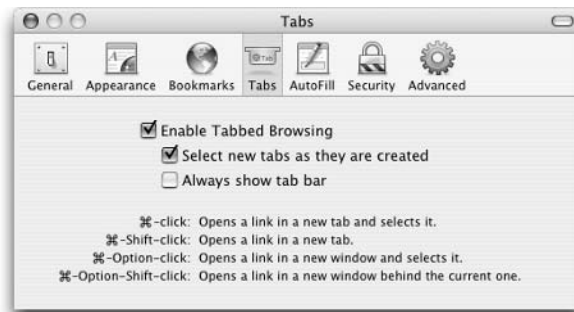 Tabs
Tab
General Appearance Bookmarks Tabs AutoFill Security Advanced
Enable Tabbed Browsing
Select new tabs as they are created
Always show tab bar
⌘-click: Opens a link in a new tab and selects it.
⌘-Shift-click: Opens a link in a new tab.
⌘-Option-click: Opens a link in a new window and selects it.
⌘-Option-Shift-click: Opens a link in a new window behind the current one.